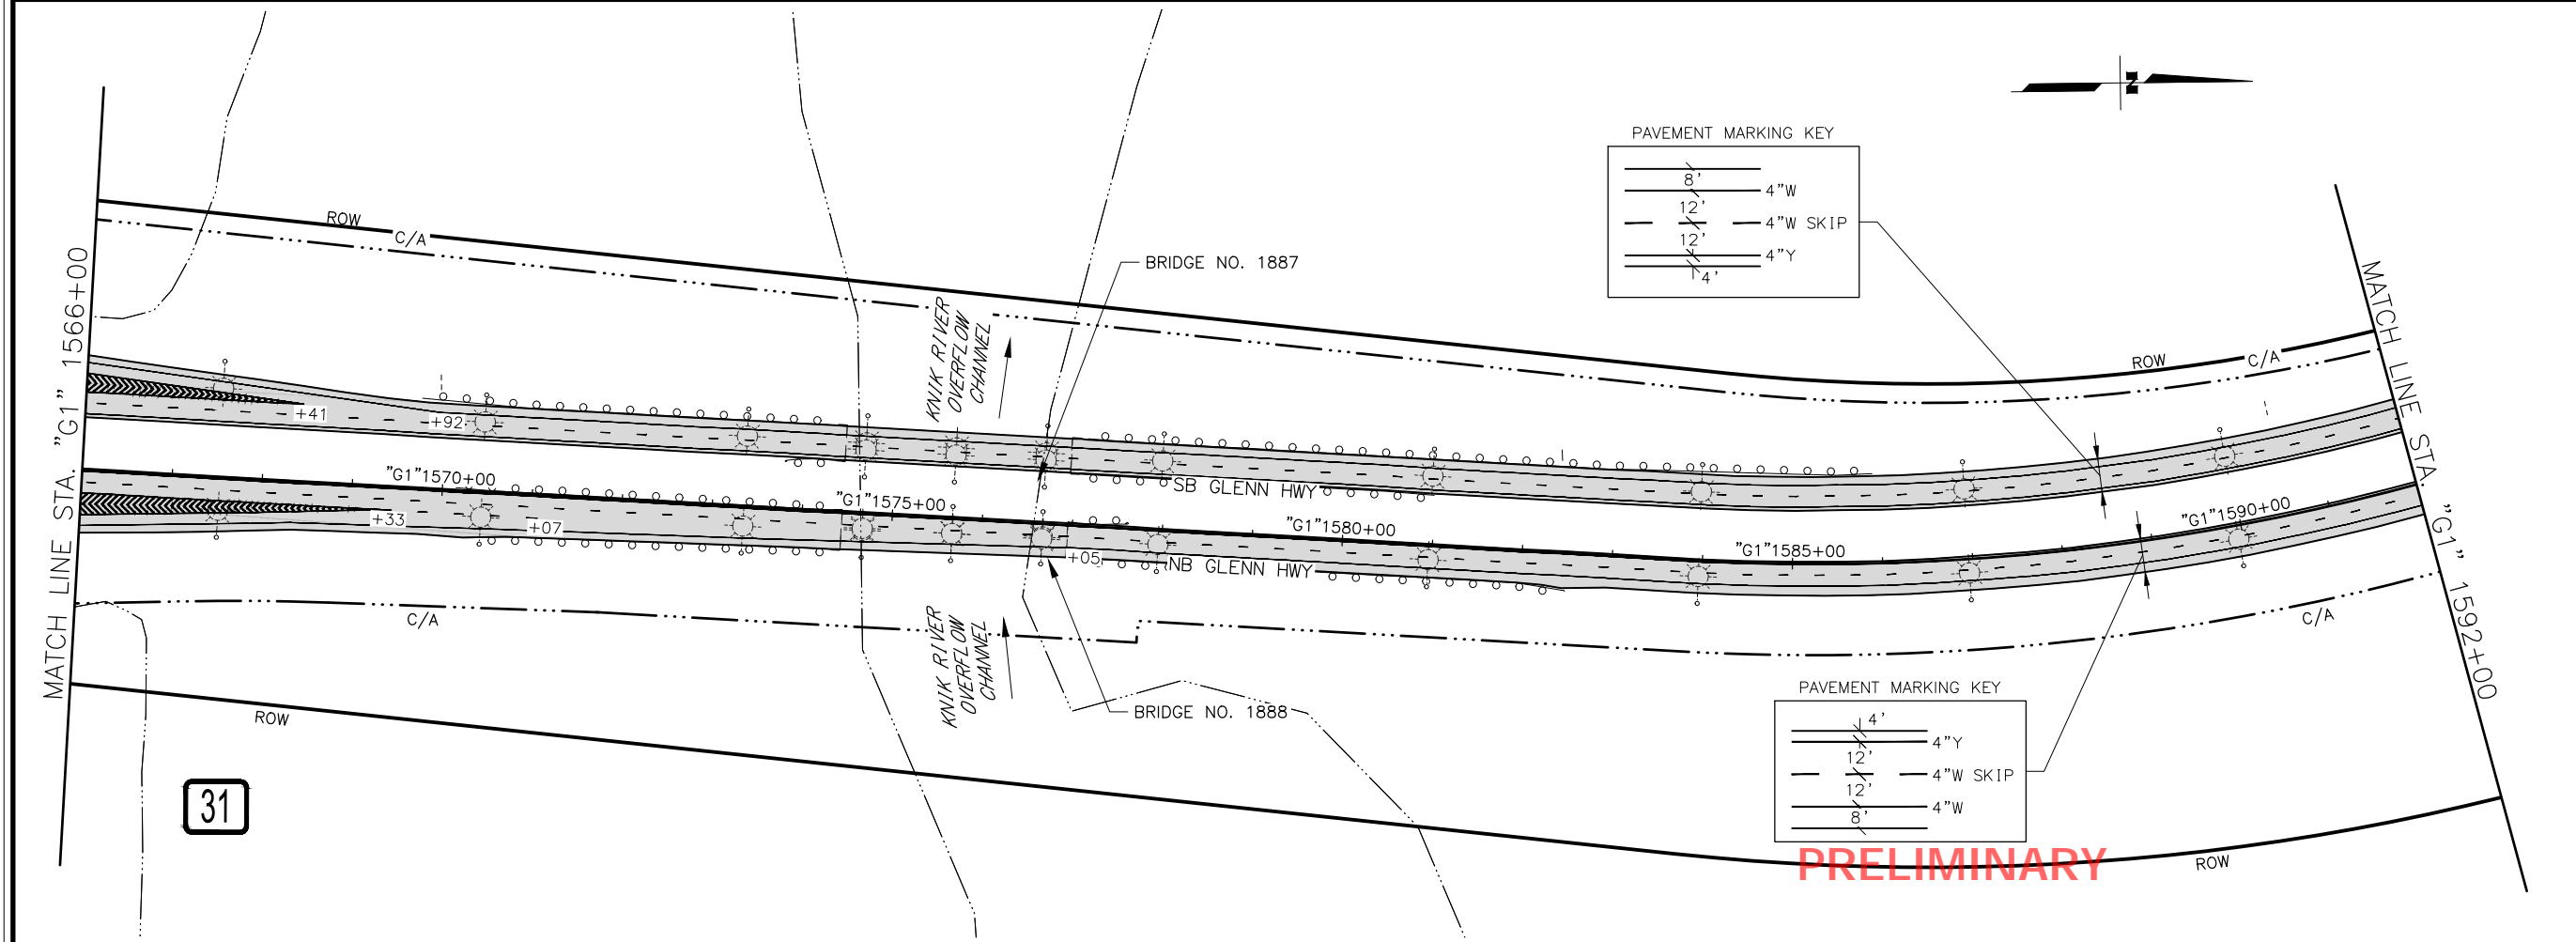 N
PAVEMENT MARKING KEY
8'
4"W
12'
4"W SKIP
12'
4"Y
4'
ROW
C/A
BRIDGE NO. 1887
KNIK RIVER
OVERFLOW
CHANNEL
ROW
C/A
MATCH LINE STA. "G1" 1566+00
MATCH LINE STA. "G1" 1592+00
+41
+92
"G1"1570+00
"G1"1575+00
SB GLENN HWY
"G1"1580+00
"G1"1585+00
"G1"1590+00
+33
+07
+05
NB GLENN HWY
C/A
KNIK RIVER
OVERFLOW
CHANNEL
C/A
BRIDGE NO. 1888
ROW
PAVEMENT MARKING KEY
4'
4"Y
12'
4"W SKIP
12'
4"W
8'
31
PRELIMINARY
ROW